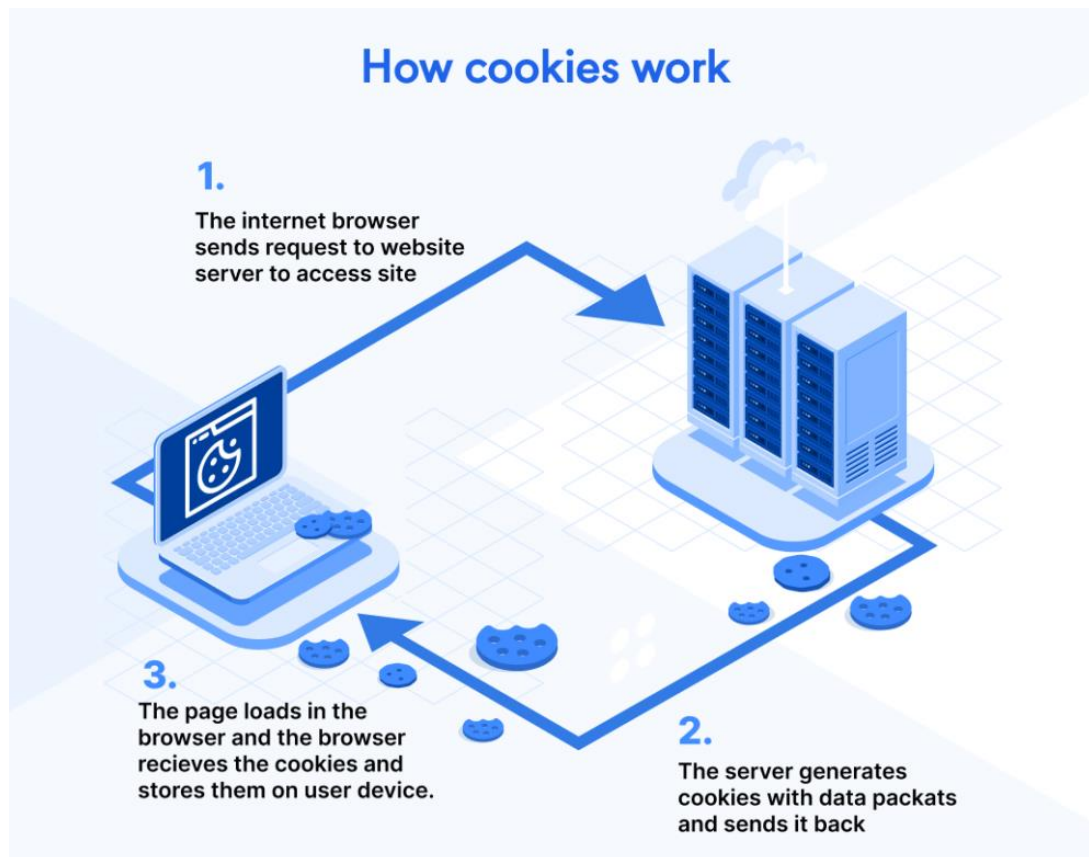 How cookies work
1.
The internet browser
sends request to website
server to access site
2.
The server generates
cookies with data packats
and sends it back
3.
The page loads in the
browser and the browser
recieves the cookies and
stores them on user device.